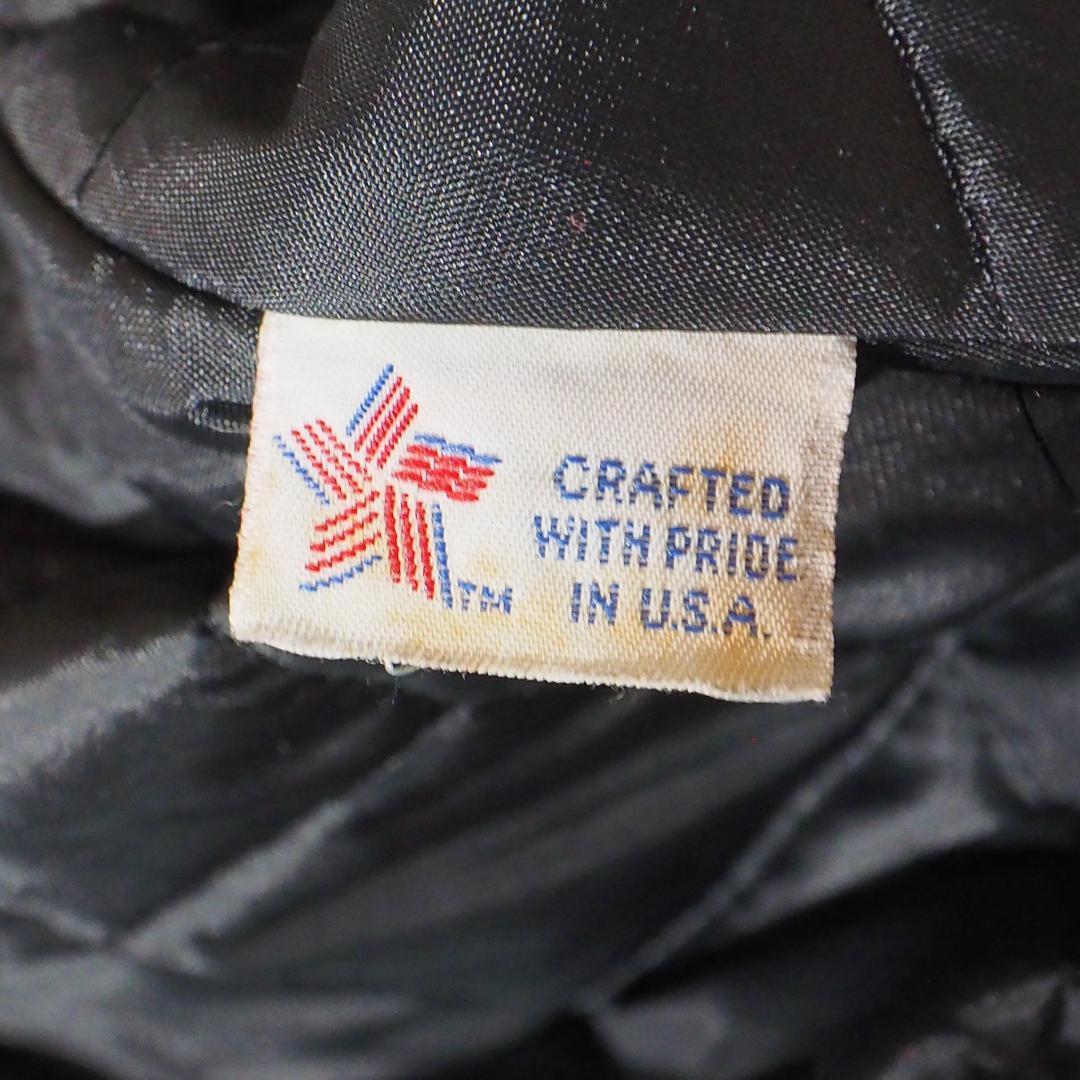 CRAFTED
WITH PRIDE
IN U.S.A.
TM